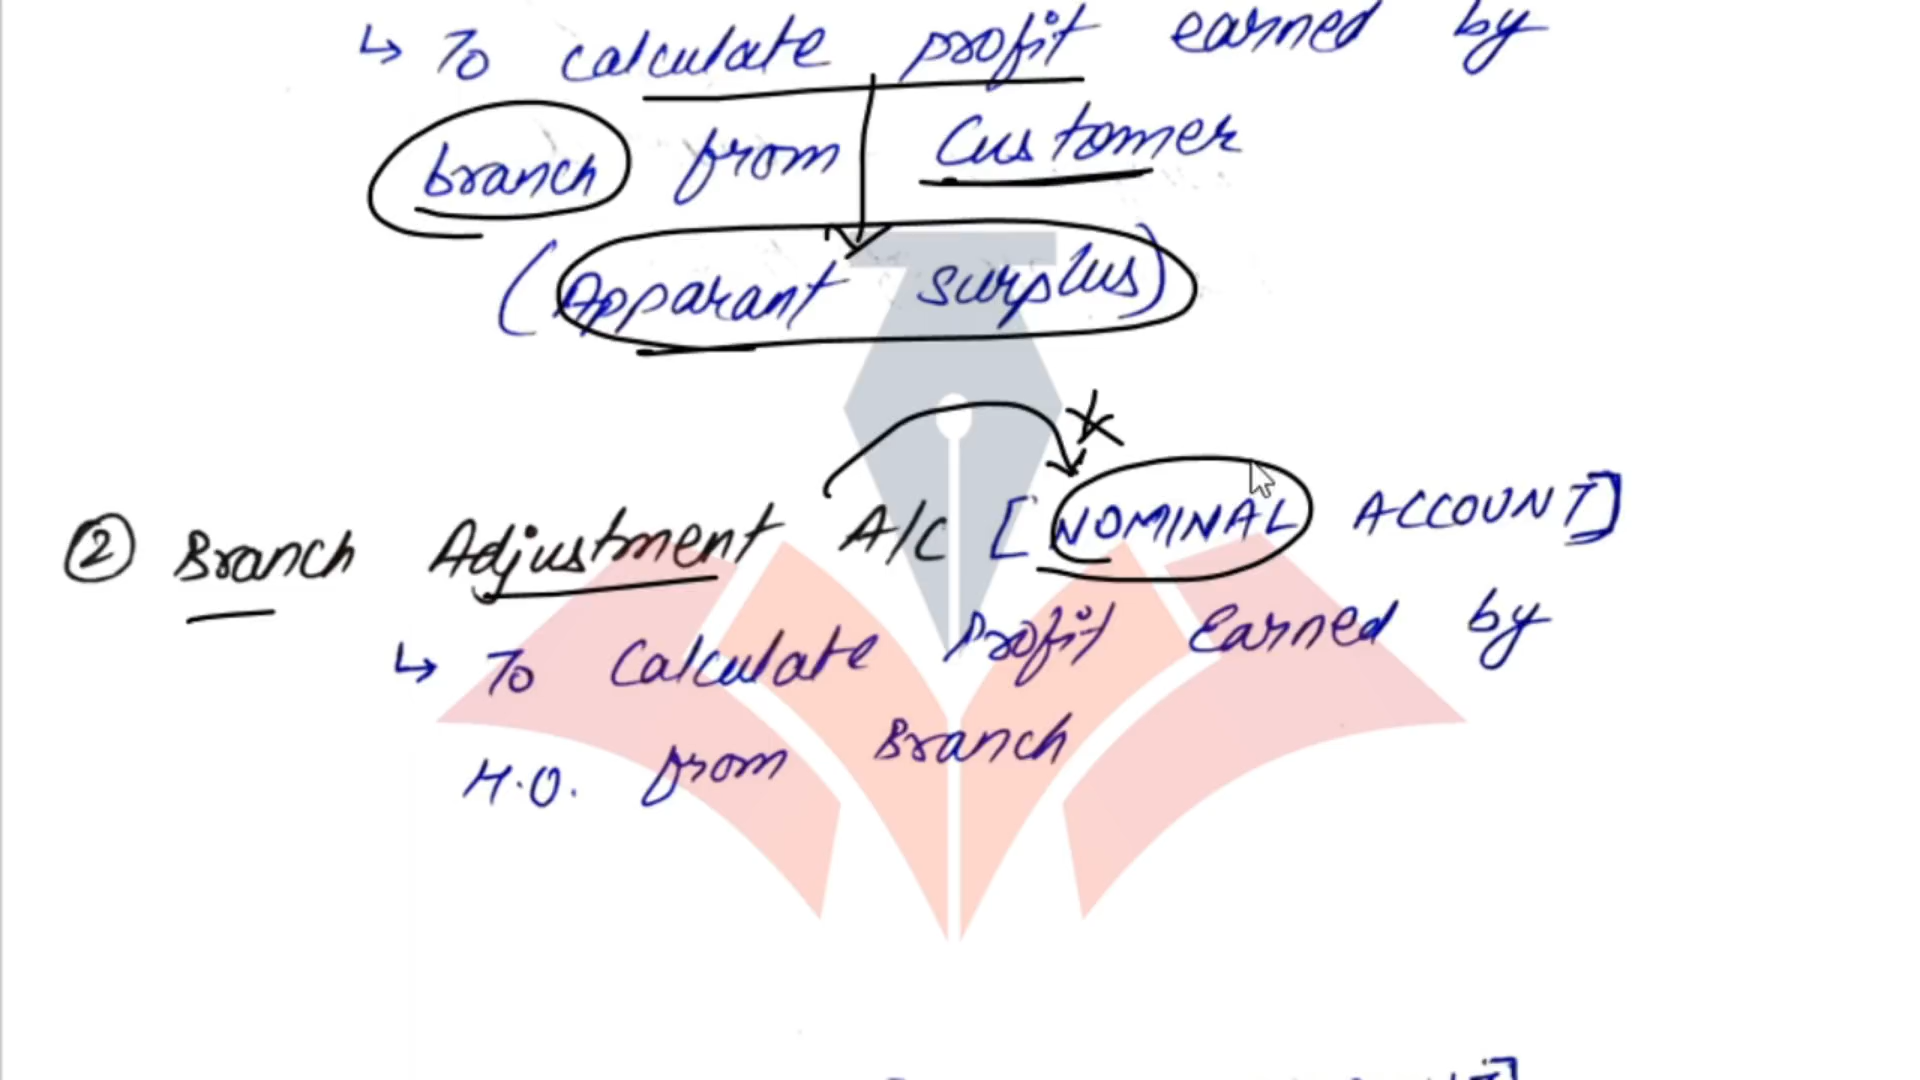 ↳ To calculate profit earned by
branch from Customer
(Apparant surplus)
② Branch Adjustment A/C [NOMINAL ACCOUNT]
↳ To Calculate Profit Earned by
H.O. from Branch